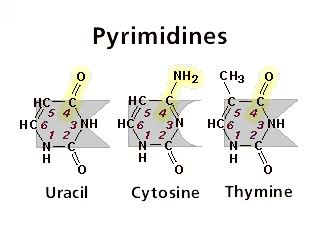 Pyrimidines
O NH2 CH3 O
HC 5 C 4 HC 5 C 4 C 5 C 4
HC 6 3 NH HC 6 3 N HC 6 3 NH
1 2 1 2 1 2
N C N C N C
H O H O H O
Uracil Cytosine Thymine